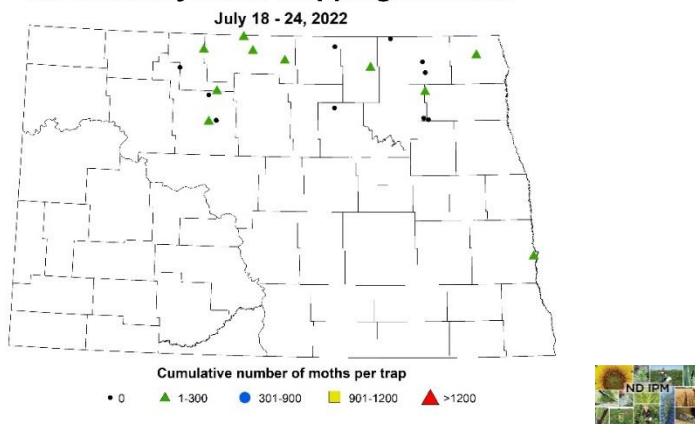 July 18 - 24, 2022
Cumulative number of moths per trap
0 1-300 301-900 901-1200 >1200
ND IPM